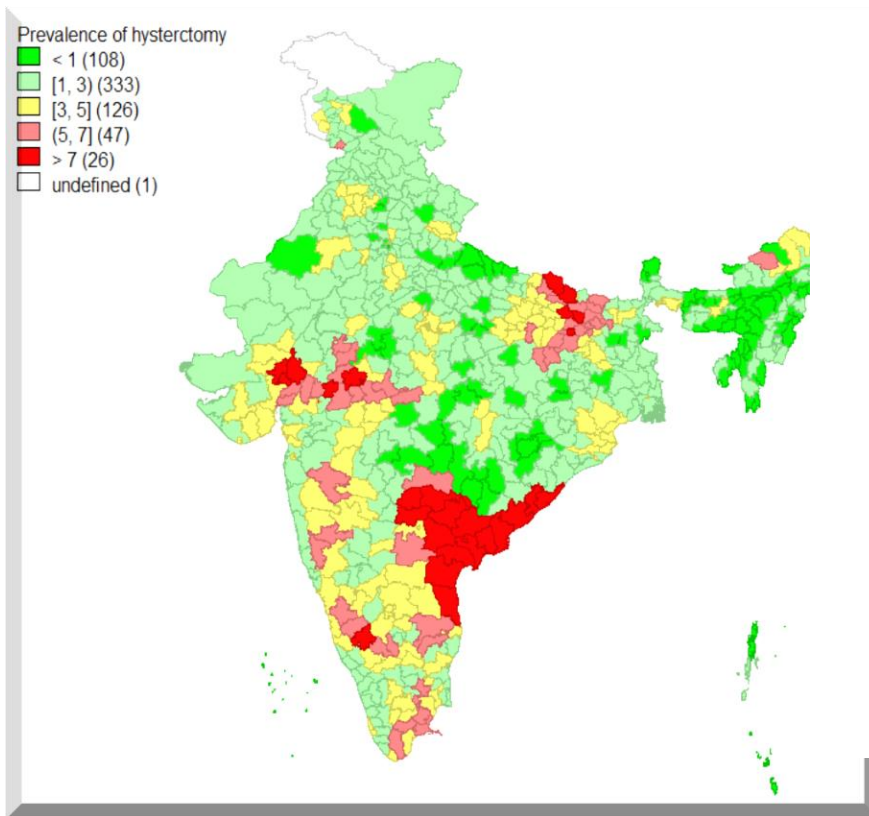 Prevalence of hysterctomy
< 1 (108)
[1, 3) (333)
[3, 5] (126)
(5, 7] (47)
> 7 (26)
undefined (1)